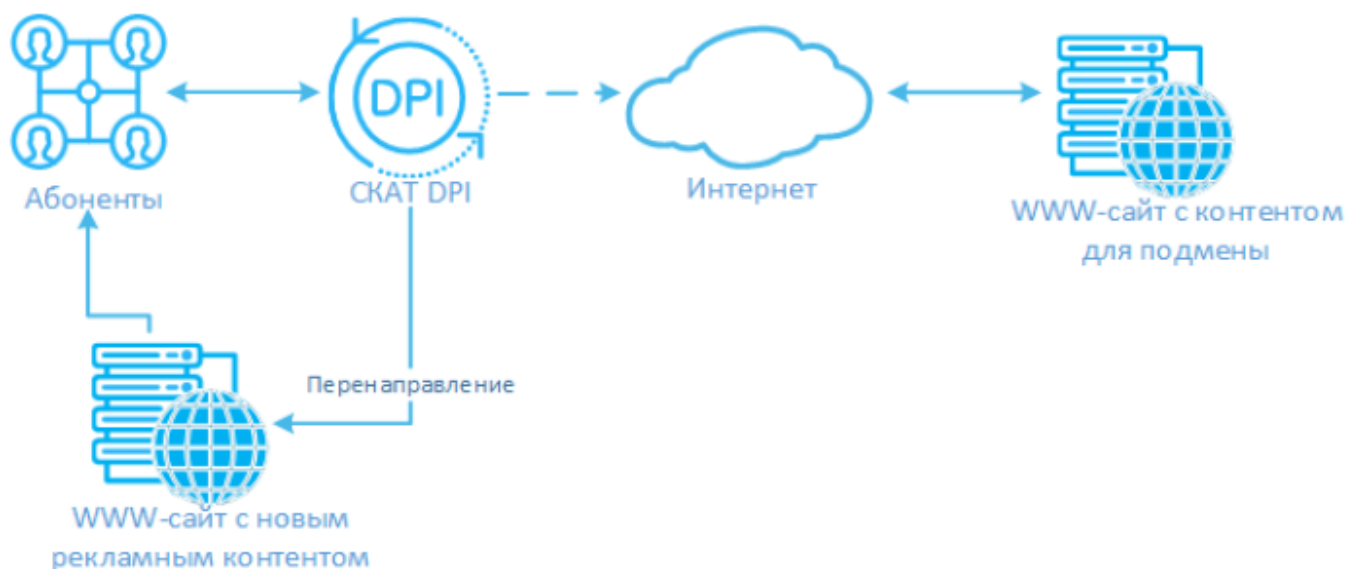 DPI
Абоненты
СКАТ DPI
Интернет
WWW-сайт с контентом
для подмены
Перенаправление
WWW-сайт с новым
рекламным контентом